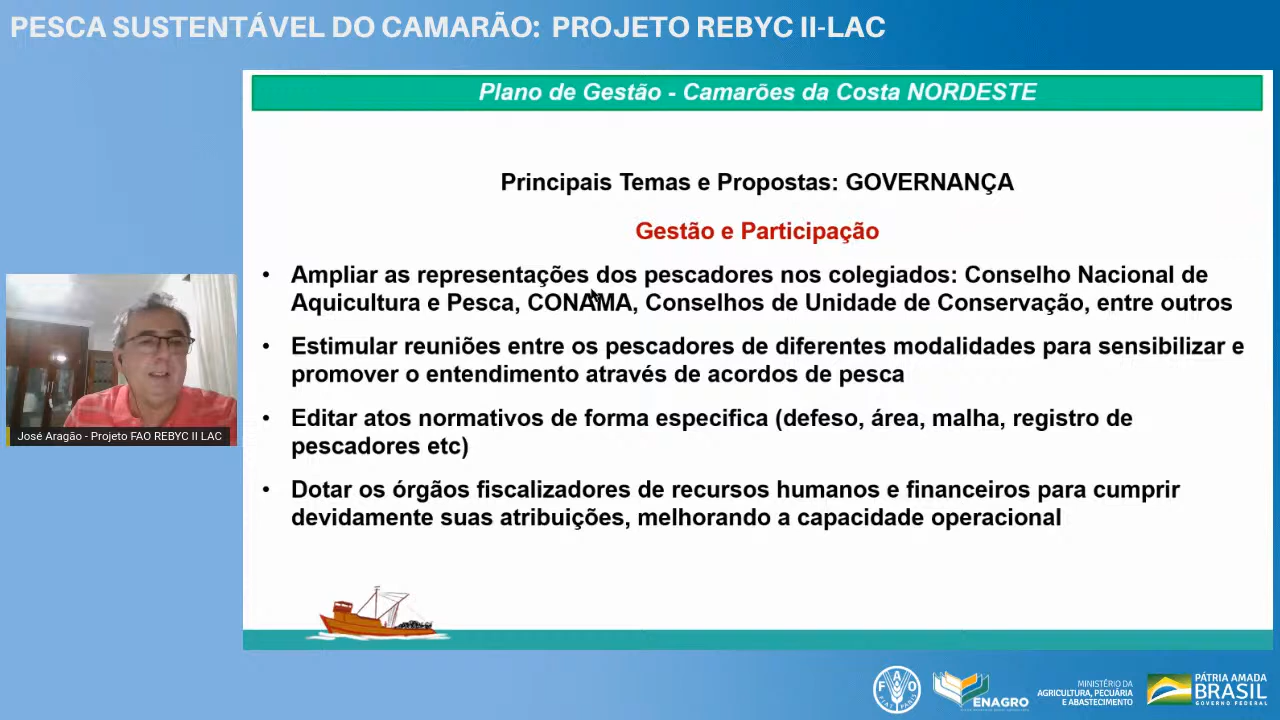 PESCA SUSTENTÁVEL DO CAMARÃO: PROJETO REBYC II-LAC
Plano de Gestão - Camarões da Costa NORDESTE
Principais Temas e Propostas: GOVERNANÇA
Gestão e Participação
• Ampliar as representações dos pescadores nos colegiados: Conselho Nacional de
Aquicultura e Pesca, CONAMA, Conselhos de Unidade de Conservação, entre outros
• Estimular reuniões entre os pescadores de diferentes modalidades para sensibilizar e
promover o entendimento através de acordos de pesca
• Editar atos normativos de forma especifica (defeso, área, malha, registro de
pescadores etc)
• Dotar os órgãos fiscalizadores de recursos humanos e financeiros para cumprir
devidamente suas atribuições, melhorando a capacidade operacional
José Aragão - Projeto FAO REBYC II LAC
FAO
ENAGRO
MINISTÉRIO DA
AGRICULTURA, PECUÁRIA
E ABASTECIMENTO
PÁTRIA AMADA
BRASIL
GOVERNO FEDERAL